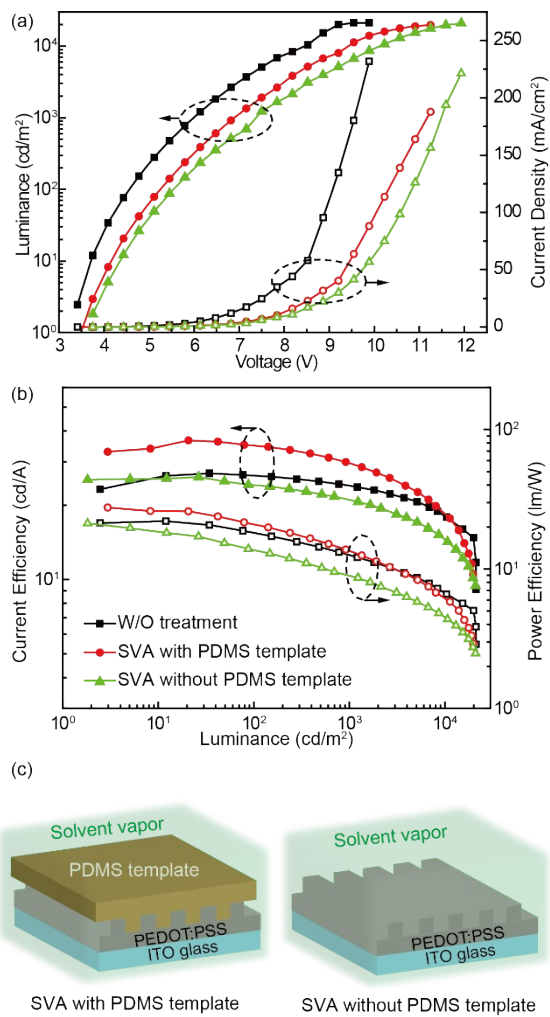 (a)
10⁴
10³
10²
10¹
10⁰
Luminance (cd/m²)
250
200
150
100
50
0
Current Density (mA/cm²)
3 4 5 6 7 8 9 10 11 12
Voltage (V)
(b)
10¹
Current Efficiency (cd/A)
10²
10¹
10⁰
Power Efficiency (lm/W)
W/O treatment
SVA with PDMS template
SVA without PDMS template
10⁰ 10¹ 10² 10³ 10⁴
Luminance (cd/m²)
(c)
Solvent vapor
PDMS template
PEDOT:PSS
ITO glass
SVA with PDMS template
Solvent vapor
PEDOT:PSS
ITO glass
SVA without PDMS template